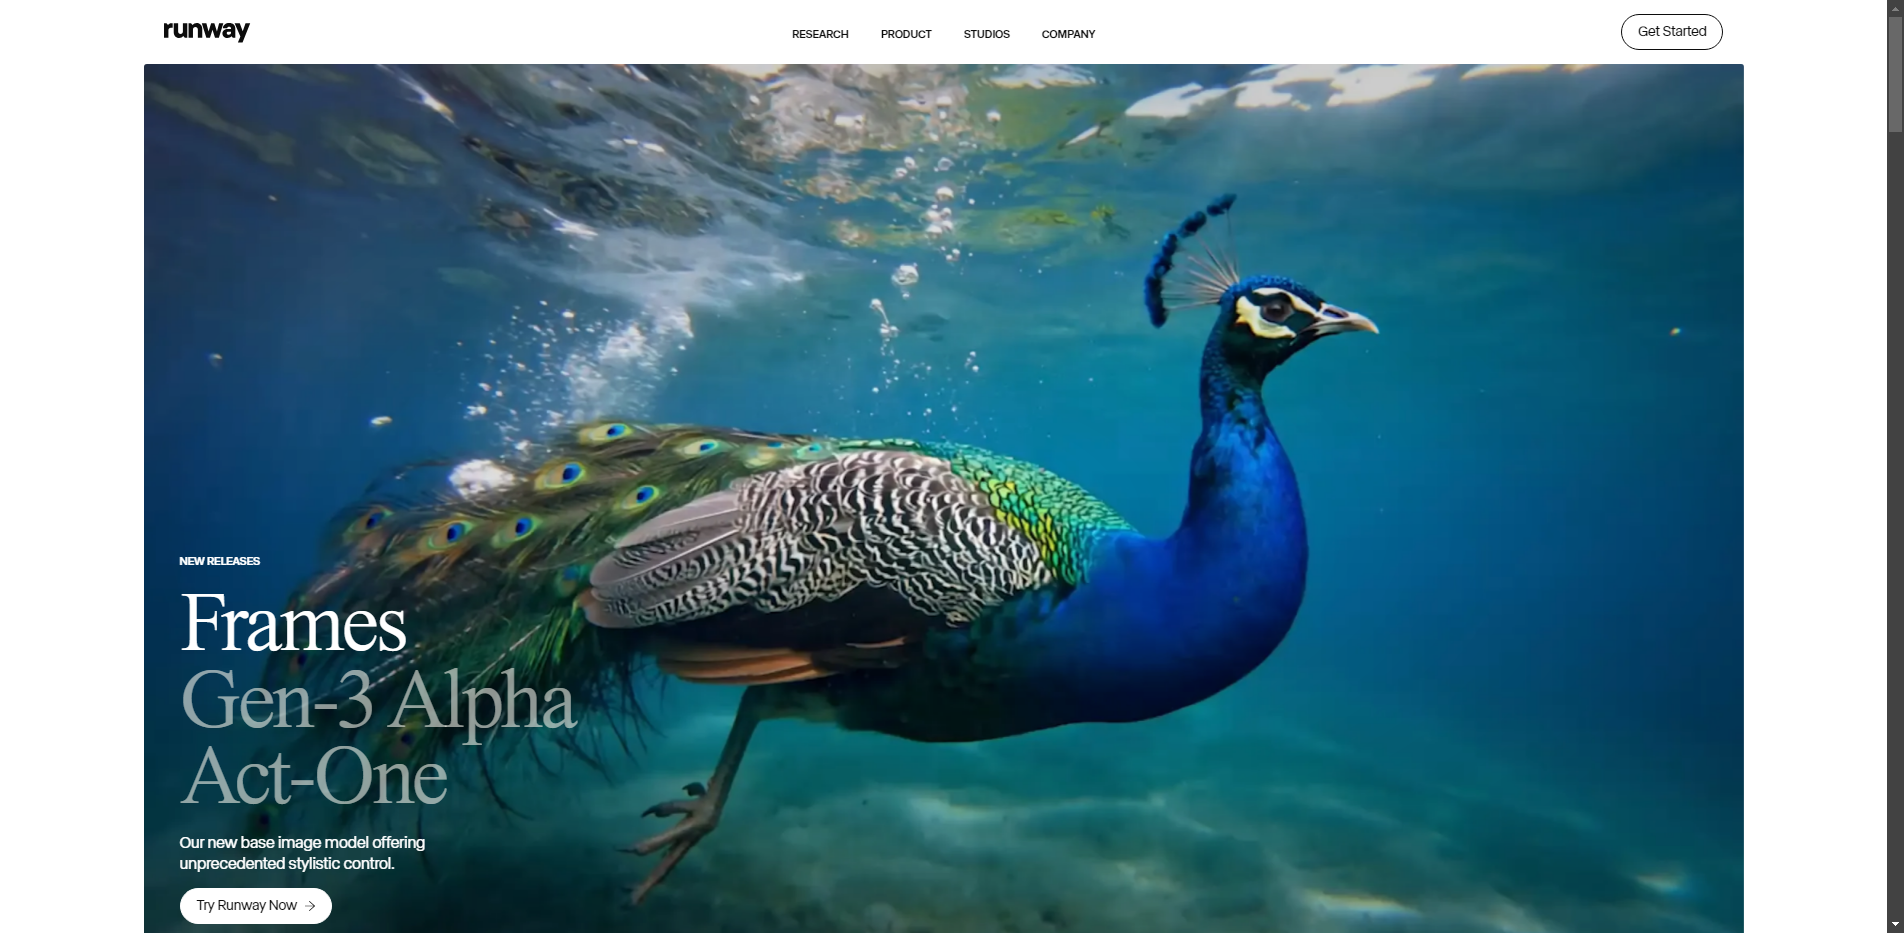 runway
RESEARCH
PRODUCT
STUDIOS
COMPANY
Get Started
NEW RELEASES
Frames
Gen-3 Alpha
Act-One
Our new base image model offering
unprecedented stylistic control.
Try Runway Now